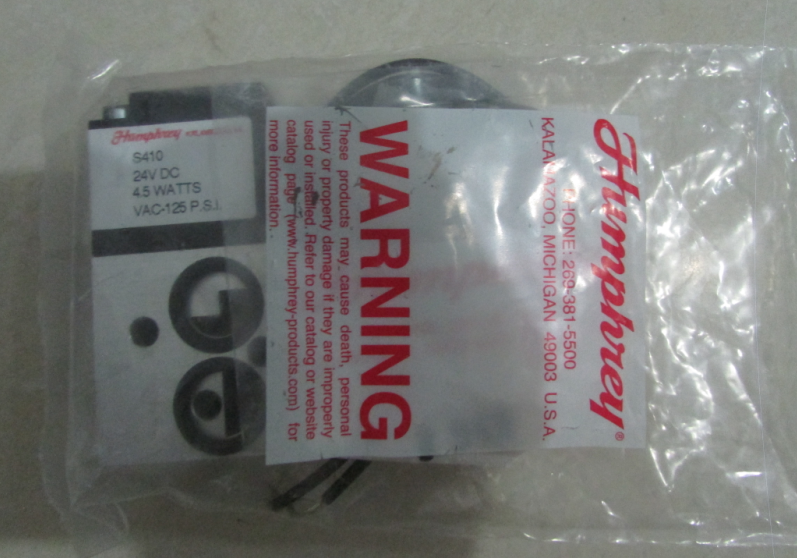 Humphrey
S410
24V DC
4.5 WATTS
VAC-125 P.S.I.
Humphrey®
KALAMAZOO, MICHIGAN 49003 U.S.A.
PHONE: 269-381-5500
WARNING
These products may cause death, personal
injury or property damage if they are improperly
used or installed. Refer to our catalog or website
catalog page (www.humphrey-products.com) for
more information.